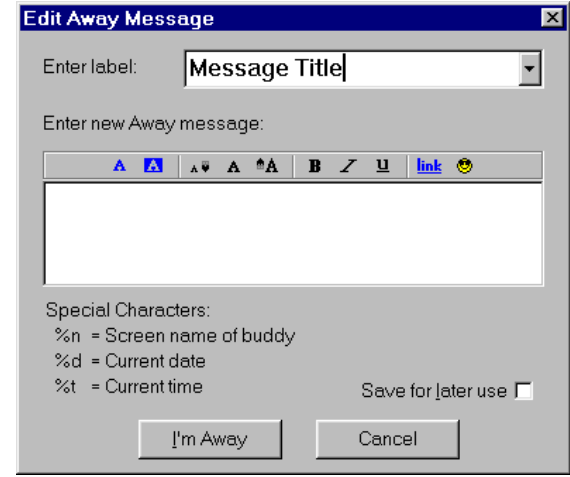 Edit Away Message
Enter label: Message Title
Enter new Away message:
A A A A A B I U link
Special Characters:
%n = Screen name of buddy
%d = Current date
%t = Current time
Save for later use
I'm Away Cancel